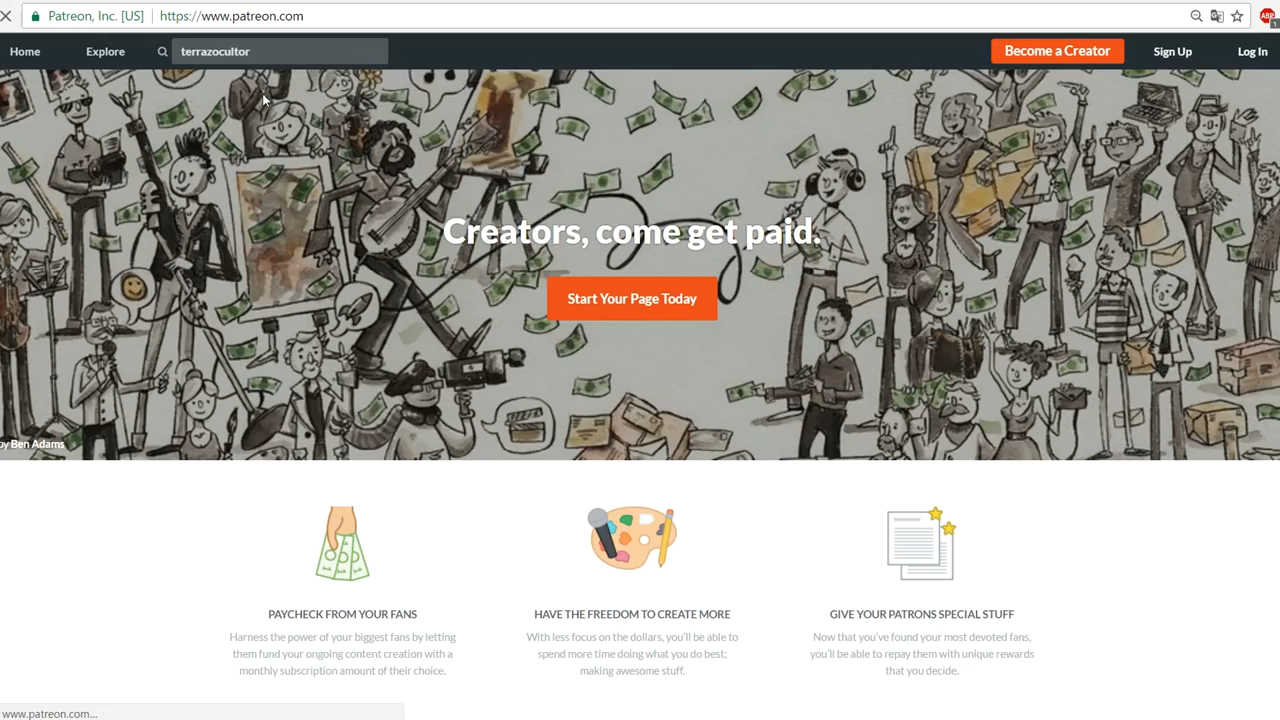 Patreon, Inc. [US] https://www.patreon.com
ABP
1
Home Explore terrazocultor Become a Creator Sign Up Log In
Creators, come get paid.
Start Your Page Today
by Ben Adams
PAYCHECK FROM YOUR FANS
Harness the power of your biggest fans by letting
them fund your ongoing content creation with a
monthly subscription amount of their choice.
HAVE THE FREEDOM TO CREATE MORE
With less focus on the dollars, you'll be able to
spend more time doing what you do best;
making awesome stuff.
GIVE YOUR PATRONS SPECIAL STUFF
Now that you've found your most devoted fans,
you'll be able to repay them with unique rewards
that you decide.
www.patreon.com...